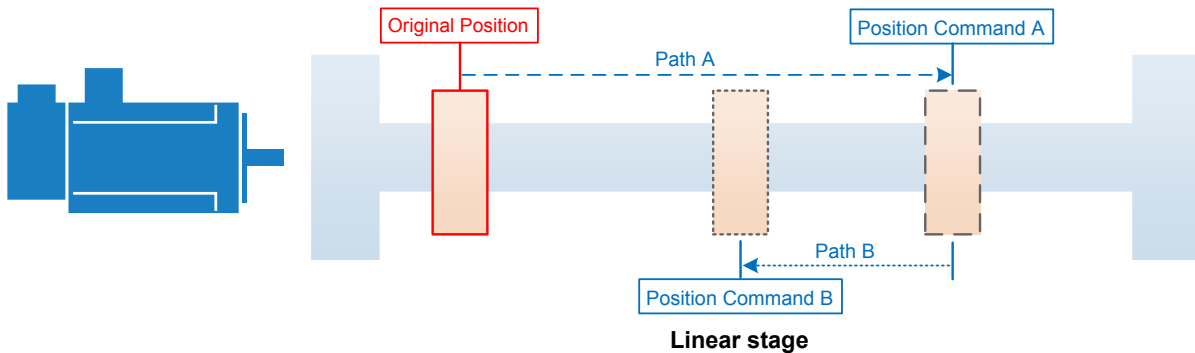 Original Position
Position Command A
Path A
Path B
Position Command B
Linear stage